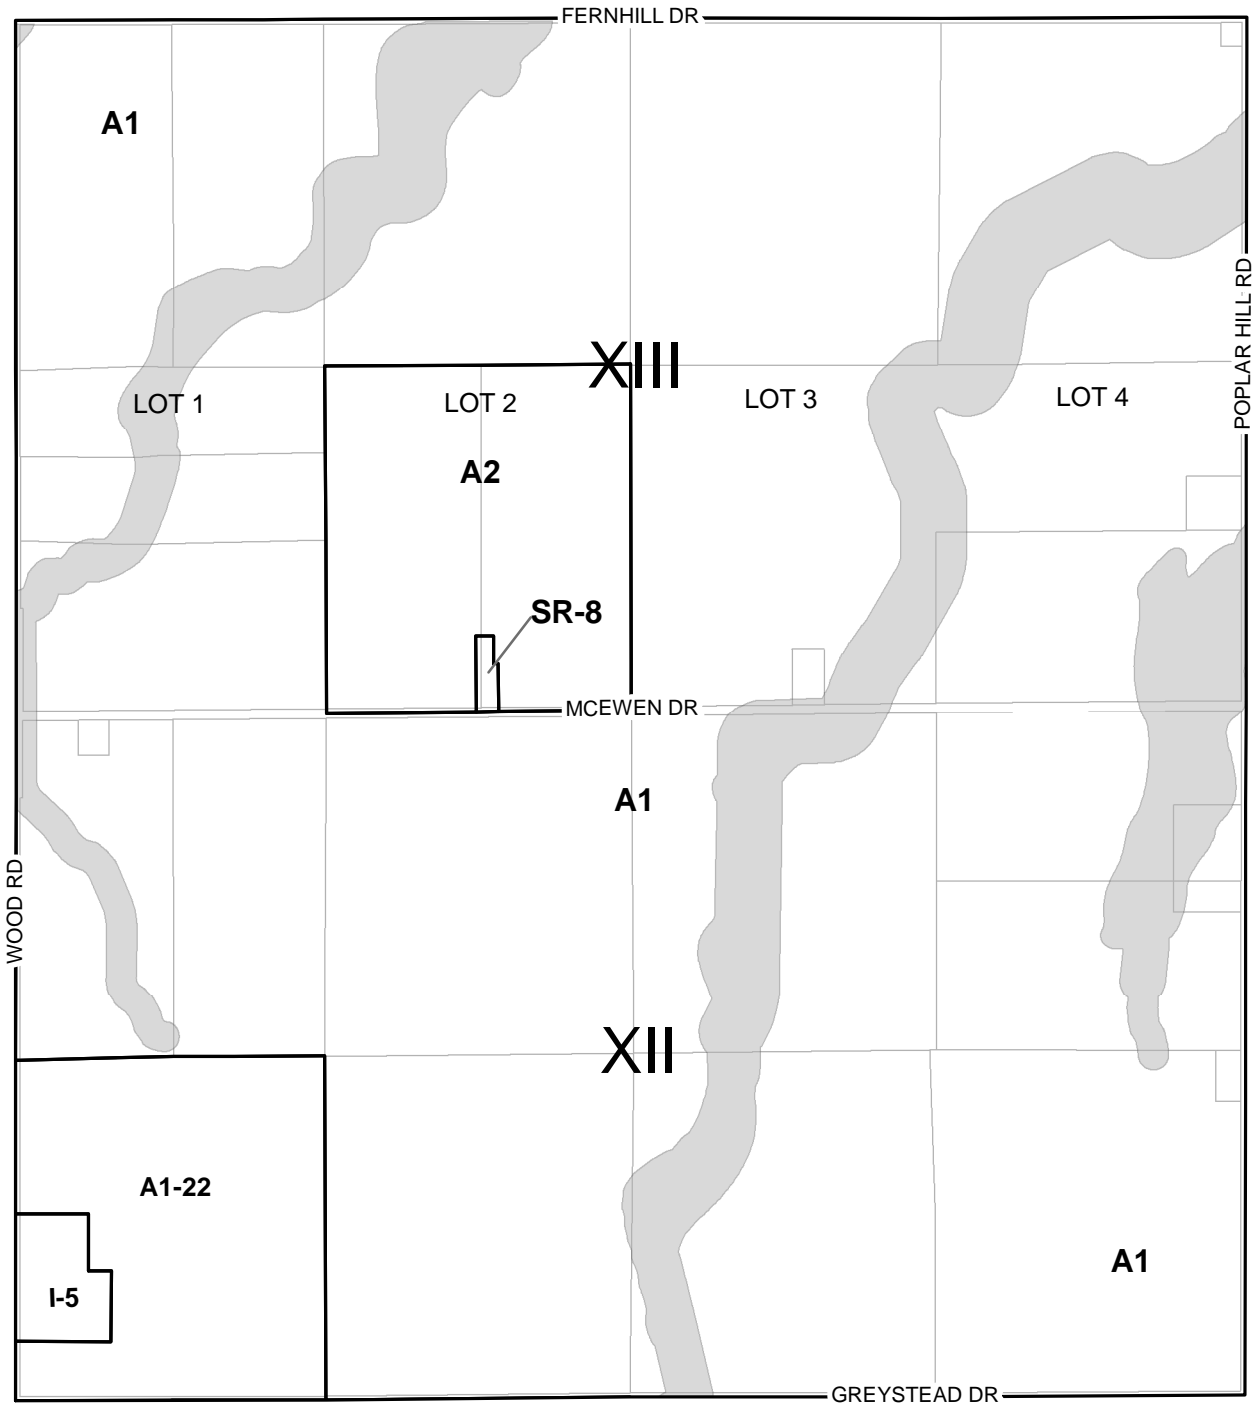 FERNHILL DR
A1
POPLAR HILL RD
XIII
LOT 1
LOT 2
LOT 3
LOT 4
A2
SR-8
MCEWEN DR
A1
WOOD RD
XII
A1-22
A1
I-5
GREYSTEAD DR